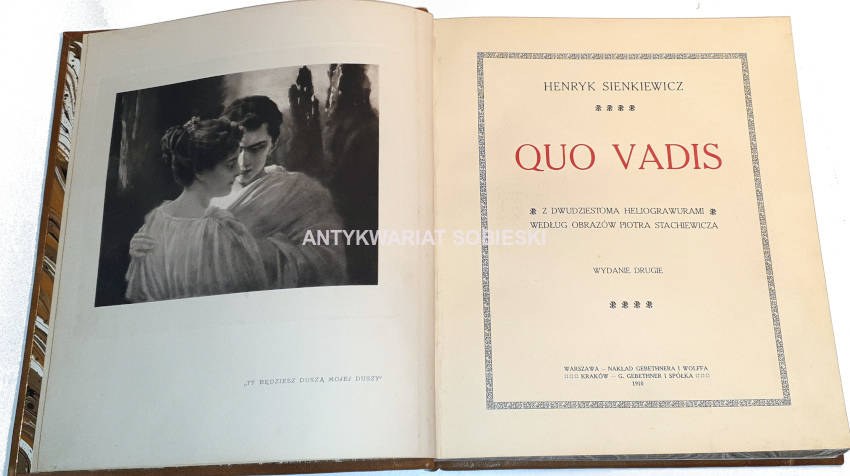 „TY BĘDZIESZ DUSZĄ MOJEJ DUSZY"
ANTYKWARIAT SOBIESKI
HENRYK SIENKIEWICZ
QUO VADIS
Z DWUDZIESTOMA HELIOGRAWURAMI
WEDŁUG OBRAZÓW PIOTRA STACHIEWICZA
WYDANIE DRUGIE
WARSZAWA — NAKŁAD GEBETHNERA I WOLFFA
KRAKÓW — G. GEBETHNER I SPÓŁKA
1910